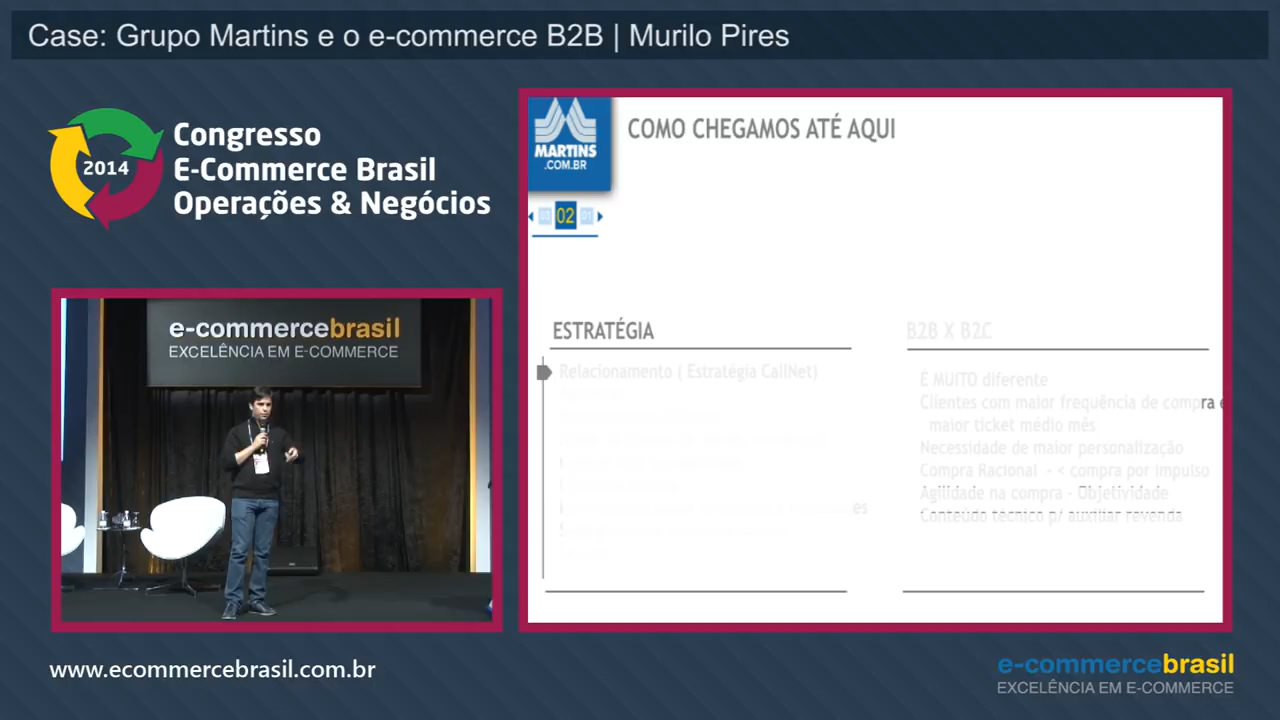 Case: Grupo Martins e o e-commerce B2B | Murilo Pires
2014
Congresso
E-Commerce Brasil
Operações & Negócios
MARTINS
.COM.BR
COMO CHEGAMOS ATÉ AQUI
02
ESTRATÉGIA
Relacionamento ( Estratégia CallNet)
B2B X B2C
É MUITO diferente
Clientes com maior frequência de compra e
maior ticket médio mês
Necessidade de maior personalização
Compra Racional - < compra por impulso
Agilidade na compra - Objetividade
Conteúdo técnico p/ auxiliar revenda
e-commercebrasil
EXCELÊNCIA EM E-COMMERCE
www.ecommercebrasil.com.br
e-commercebrasil
EXCELÊNCIA EM E-COMMERCE